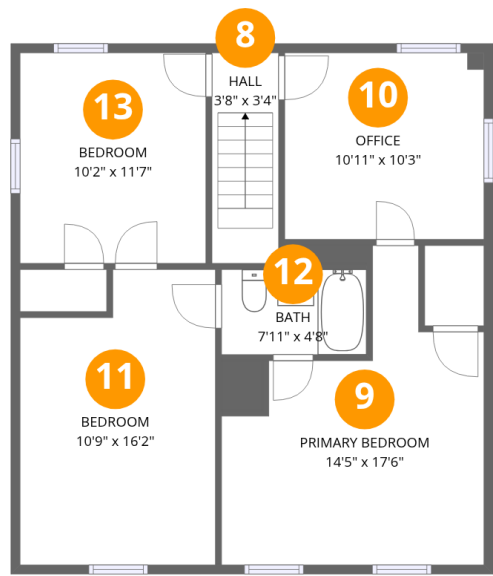 8
HALL
3'8" x 3'4"
13
BEDROOM
10'2" x 11'7"
10
OFFICE
10'11" x 10'3"
12
BATH
7'11" x 4'8"
11
BEDROOM
10'9" x 16'2"
9
PRIMARY BEDROOM
14'5" x 17'6"